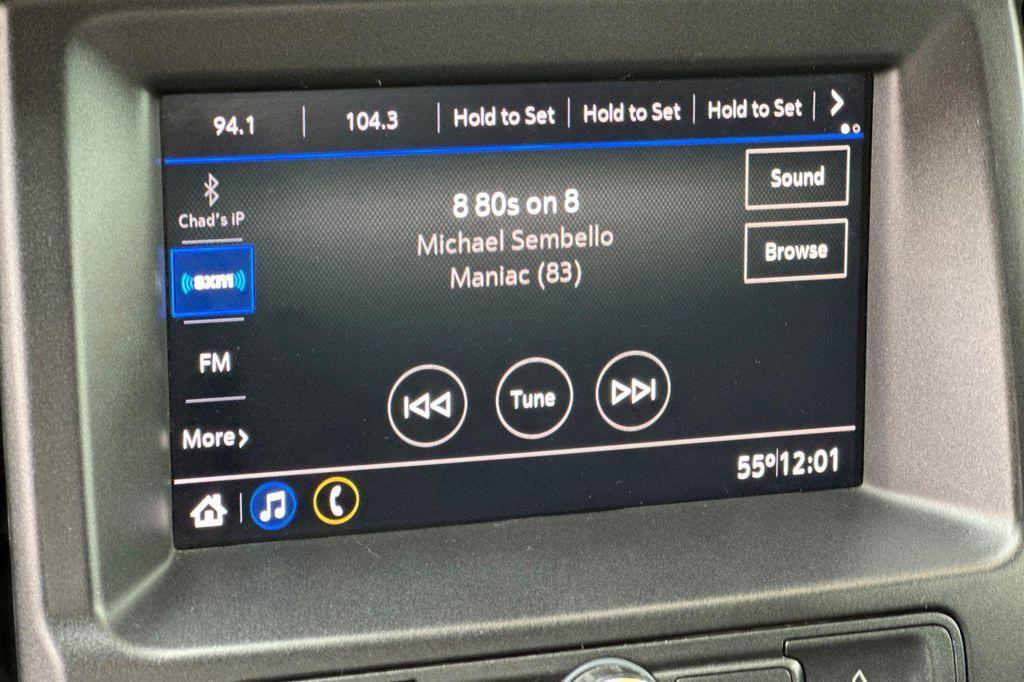 94.1 104.3 Hold to Set Hold to Set Hold to Set
Chad's iP
sxm
FM
More
8 80s on 8
Michael Sembello
Maniac (83)
Sound
Browse
Tune
55° 12:01